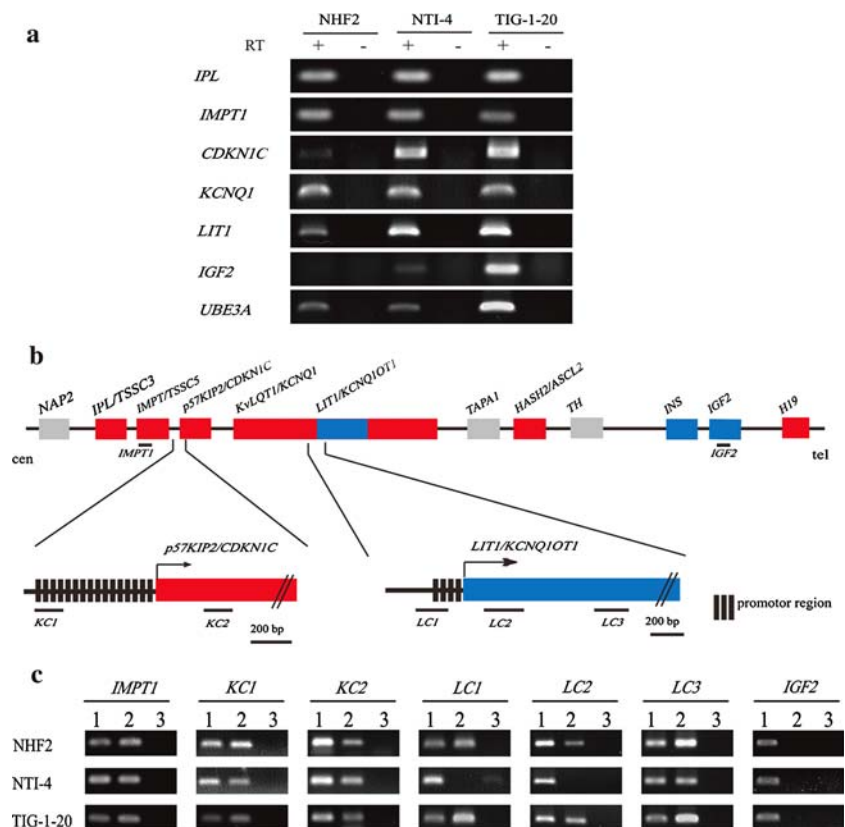 a
NHF2 NTI-4 TIG-1-20
RT + - + - + -
IPL
IMPT1
CDKN1C
KCNQ1
LIT1
IGF2
UBE3A
b
NAP2 IPL/TSSC3 IMPT/TSSC5 p57KIP2/CDKN1C KvLQT1/KCNQ1 LIT1/KCNQ1OT1 TAPA1 HASH2/ASCL2 TH INS IGF2 H19
cen IMPT1 IGF2 tel
p57KIP2/CDKN1C LIT1/KCNQ1OT1
KC1 KC2 200 bp LC1 LC2 LC3 200 bp promotor region
c
IMPT1 KC1 KC2 LC1 LC2 LC3 IGF2
1 2 3 1 2 3 1 2 3 1 2 3 1 2 3 1 2 3 1 2 3
NHF2
NTI-4
TIG-1-20